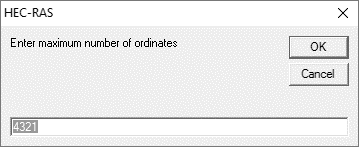 HEC-RAS
Enter maximum number of ordinates
OK
Cancel
4321